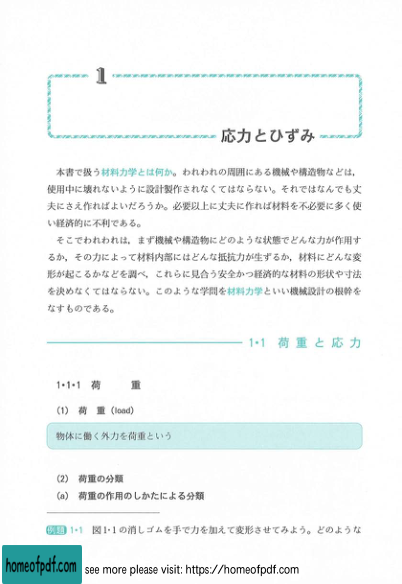 1
応力とひずみ
本書で扱う材料力学とは何か。われわれの周囲にある機械や構造物などは,
使用中に壊れないように設計製作されなくてはならない。それではなんでも丈
夫にさえ作ればよいだろうか。必要以上に丈夫に作れば材料を不必要に多く使
い経済的に不利である。
そこでわれわれは, まず機械や構造物にどのような状態でどんな力が作用す
るか, その力によって材料内部にはどんな抵抗力が生ずるか, 材料にどんな変
形が起こるかなどを調べ, これらに見合う安全かつ経済的な材料の形状や寸法
を決めなくてはならない。このような学問を材料力学といい機械設計の根幹を
なすものである。
1・1 荷重と応力
1・1・1 荷 重
(1) 荷 重 (load)
物体に働く外力を荷重という
(2) 荷重の分類
(a) 荷重の作用のしかたによる分類
例題 1・1 図1・1の消しゴムを手で力を加えて変形させてみよう。どのような
homeofpdf.com
see more please visit: https://homeofpdf.com